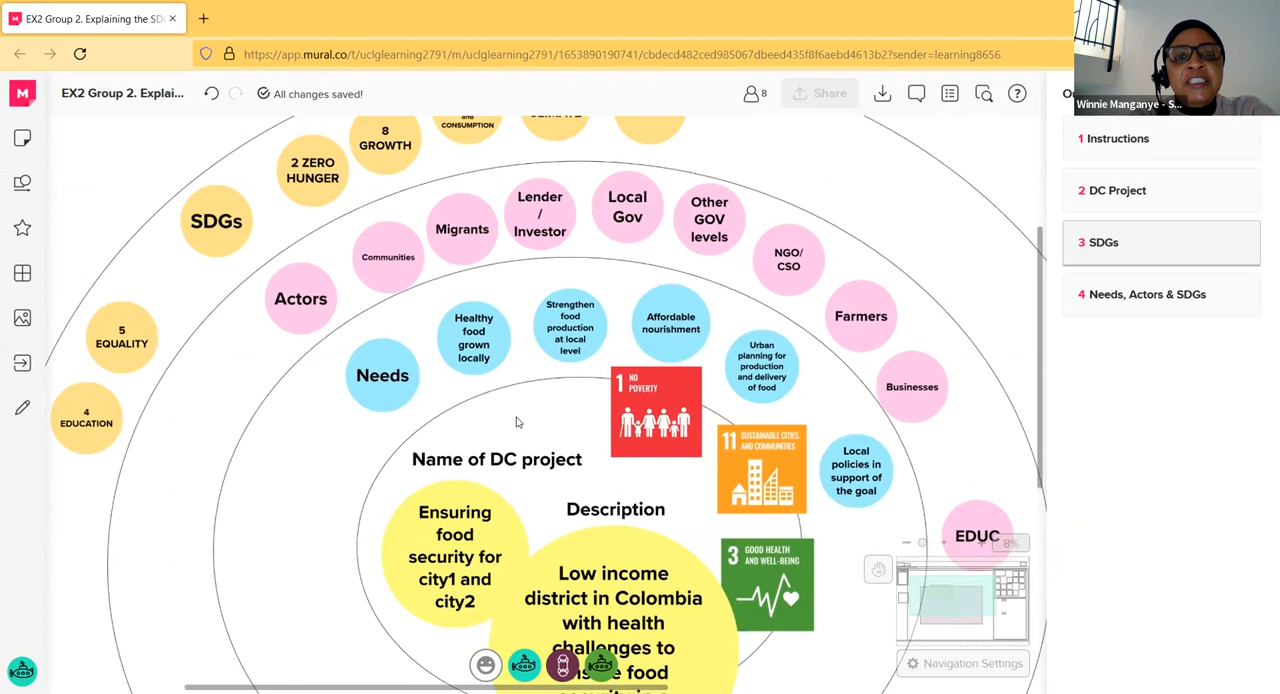 EX2 Group 2. Explaining the SD
https://app.mural.co/t/uclglearning2791/m/uclglearning2791/1653890190741/cbdecd482ced985067dbeed435f8f6aebd4613b2?sender=learning8656
M
EX2 Group 2. Explai...
All changes saved!
8
Share
?
Winnie Manganye - S...
1 Instructions
2 DC Project
3 SDGs
4 Needs, Actors & SDGs
and
CONSUMPTION
8
GROWTH
2 ZERO
HUNGER
SDGs
5
EQUALITY
4
EDUCATION
Actors
Communities
Migrants
Lender
/
Investor
Local
Gov
Other
GOV
levels
NGO/
CSO
Farmers
Businesses
EDUC
Needs
Healthy
food
grown
locally
Strengthen
food
production
at local
level
Affordable
nourishment
Urban
planning for
production
and delivery
of food
Local
policies in
support of
the goal
1 NO
POVERTY
11 SUSTAINABLE CITIES
AND COMMUNITIES
3 GOOD HEALTH
AND WELL-BEING
Name of DC project
Ensuring
food
security for
city1 and
city2
Description
Low income
district in Colombia
with health
challenges to
food
8%
Navigation Settings